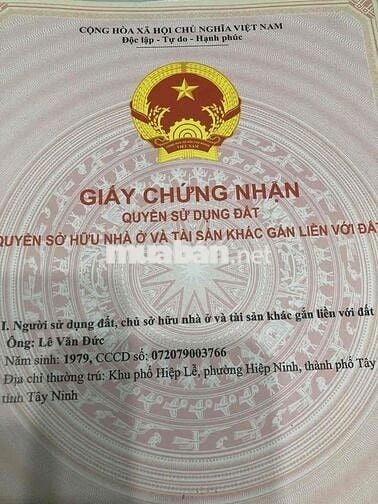 CỘNG HÒA XÃ HỘI CHỦ NGHĨA VIỆT NAM
Độc lập - Tự do - Hạnh phúc
VIỆT NAM
GIẤY CHỨNG NHẬN
QUYỀN SỬ DỤNG ĐẤT
QUYỀN SỞ HỮU NHÀ Ở VÀ TÀI SẢN KHÁC GẮN LIỀN VỚI ĐẤT
muaban.net
I. Người sử dụng đất, chủ sở hữu nhà ở và tài sản khác gắn liền với đất
Ông: Lê Văn Đức
Năm sinh: 1979, CCCD số: 072079003766
Địa chỉ thường trú: Khu phố Hiệp Lễ, phường Hiệp Ninh, thành phố Tây
tỉnh Tây Ninh